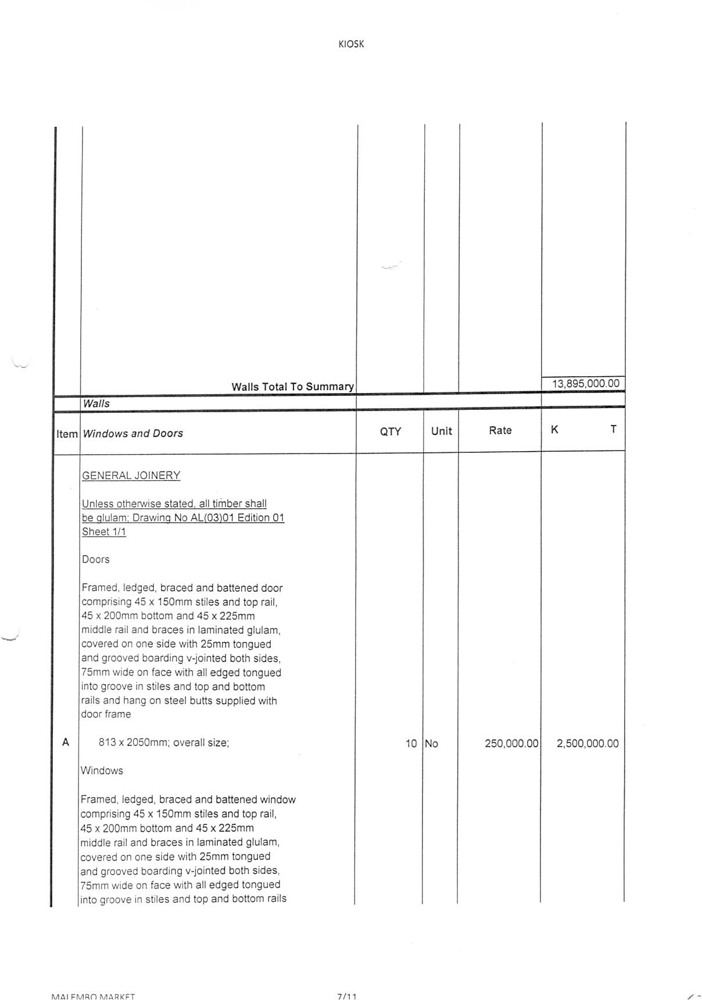 KIOSK
Walls Total To Summary 13,895,000.00
Walls
Item Windows and Doors QTY Unit Rate K T
GENERAL JOINERY
Unless otherwise stated, all timber shall
be glulam; Drawing No AL(03)01 Edition 01
Sheet 1/1
Doors
Framed, ledged, braced and battened door
comprising 45 x 150mm stiles and top rail,
45 x 200mm bottom and 45 x 225mm
middle rail and braces in laminated glulam,
covered on one side with 25mm tongued
and grooved boarding v-jointed both sides,
75mm wide on face with all edged tongued
into groove in stiles and top and bottom
rails and hang on steel butts supplied with
door frame
A 813 x 2050mm; overall size; 10 No 250,000.00 2,500,000.00
Windows
Framed, ledged, braced and battened window
comprising 45 x 150mm stiles and top rail,
45 x 200mm bottom and 45 x 225mm
middle rail and braces in laminated glulam,
covered on one side with 25mm tongued
and grooved boarding v-jointed both sides,
75mm wide on face with all edged tongued
into groove in stiles and top and bottom rails
MALEMBO MARKET 7/11